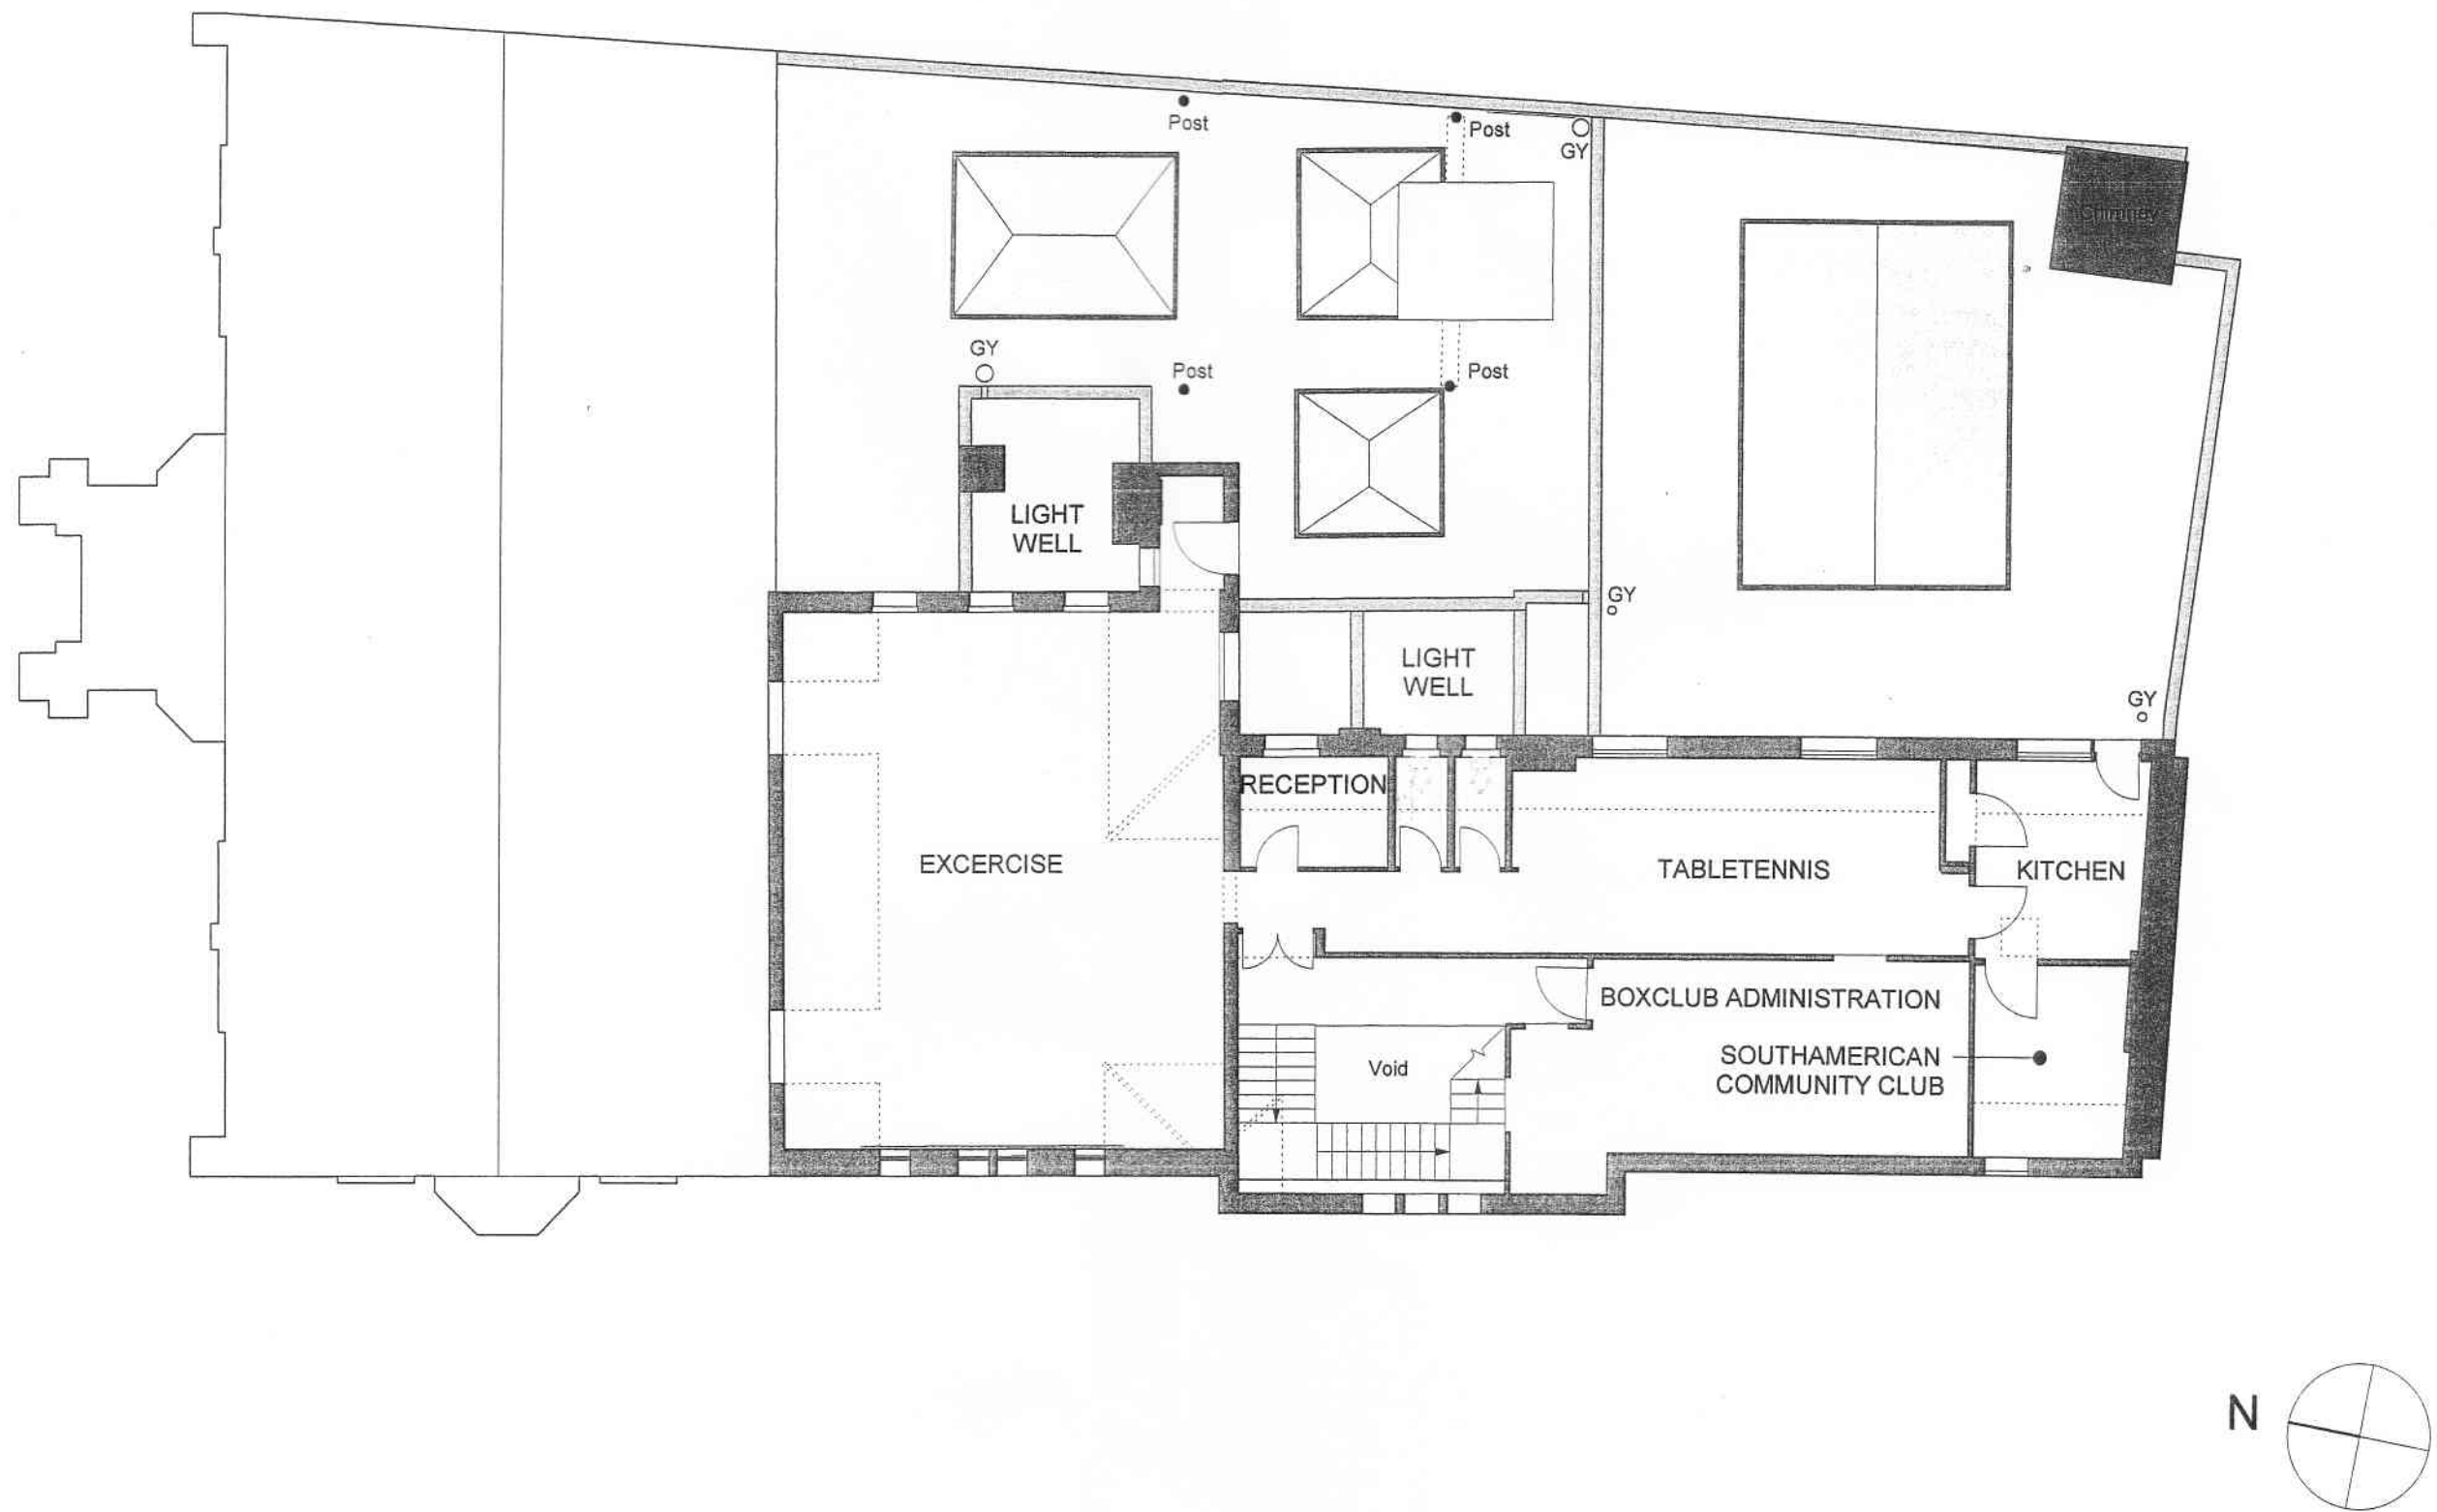 Post
Post
GY
Chimney
GY
Post
Post
LIGHT
WELL
GY
LIGHT
WELL
GY
RECEPTION
EXCERCISE
TABLETENNIS
KITCHEN
BOXCLUB ADMINISTRATION
SOUTHAMERICAN
COMMUNITY CLUB
Void
N